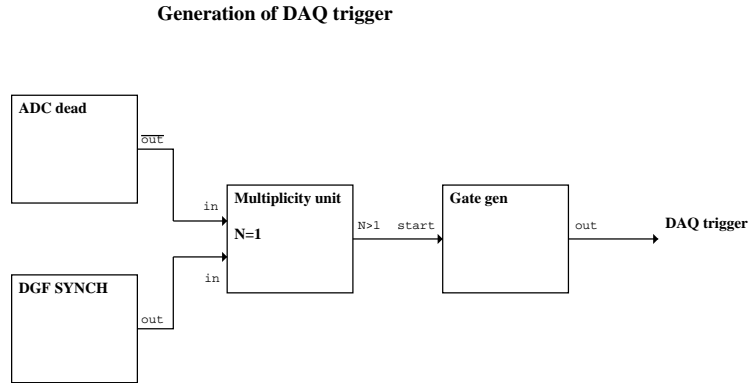 Generation of DAQ trigger
ADC dead
out
in
Multiplicity unit
N=1
N>1
start
Gate gen
out
DAQ trigger
in
DGF SYNCH
out